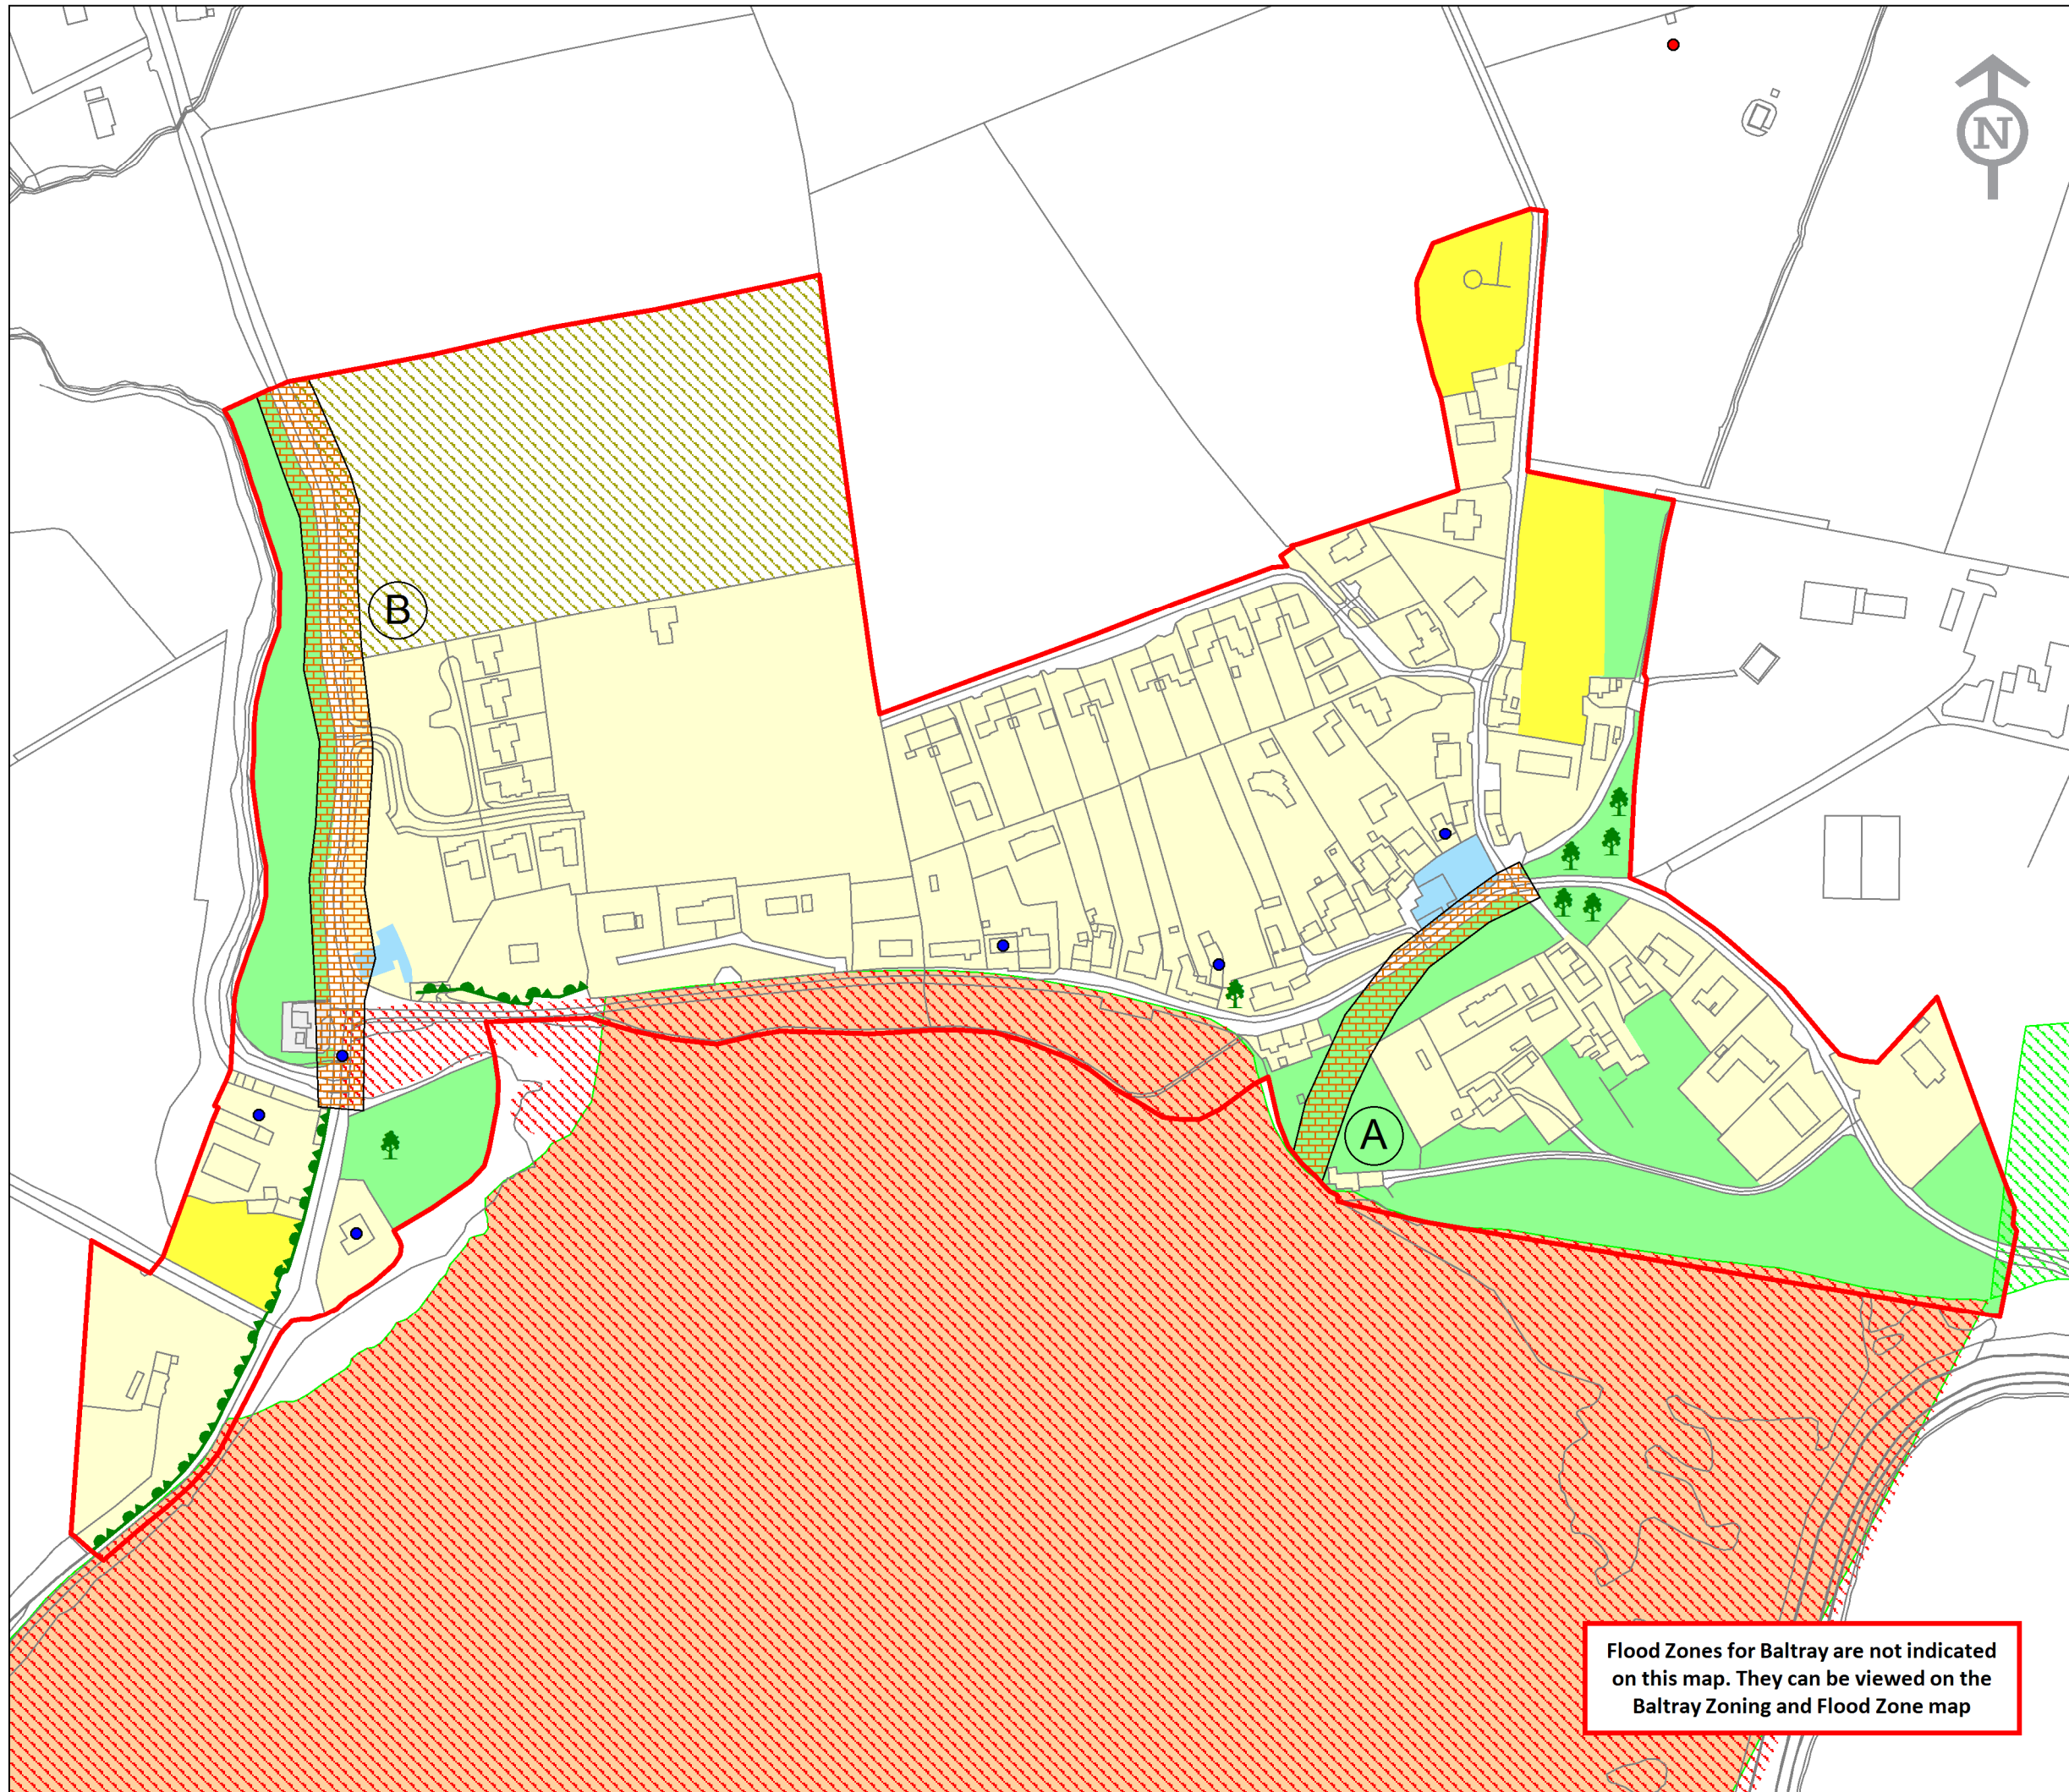 N
B
A
Flood Zones for Baltray are not indicated
on this map. They can be viewed on the
Baltray Zoning and Flood Zone map